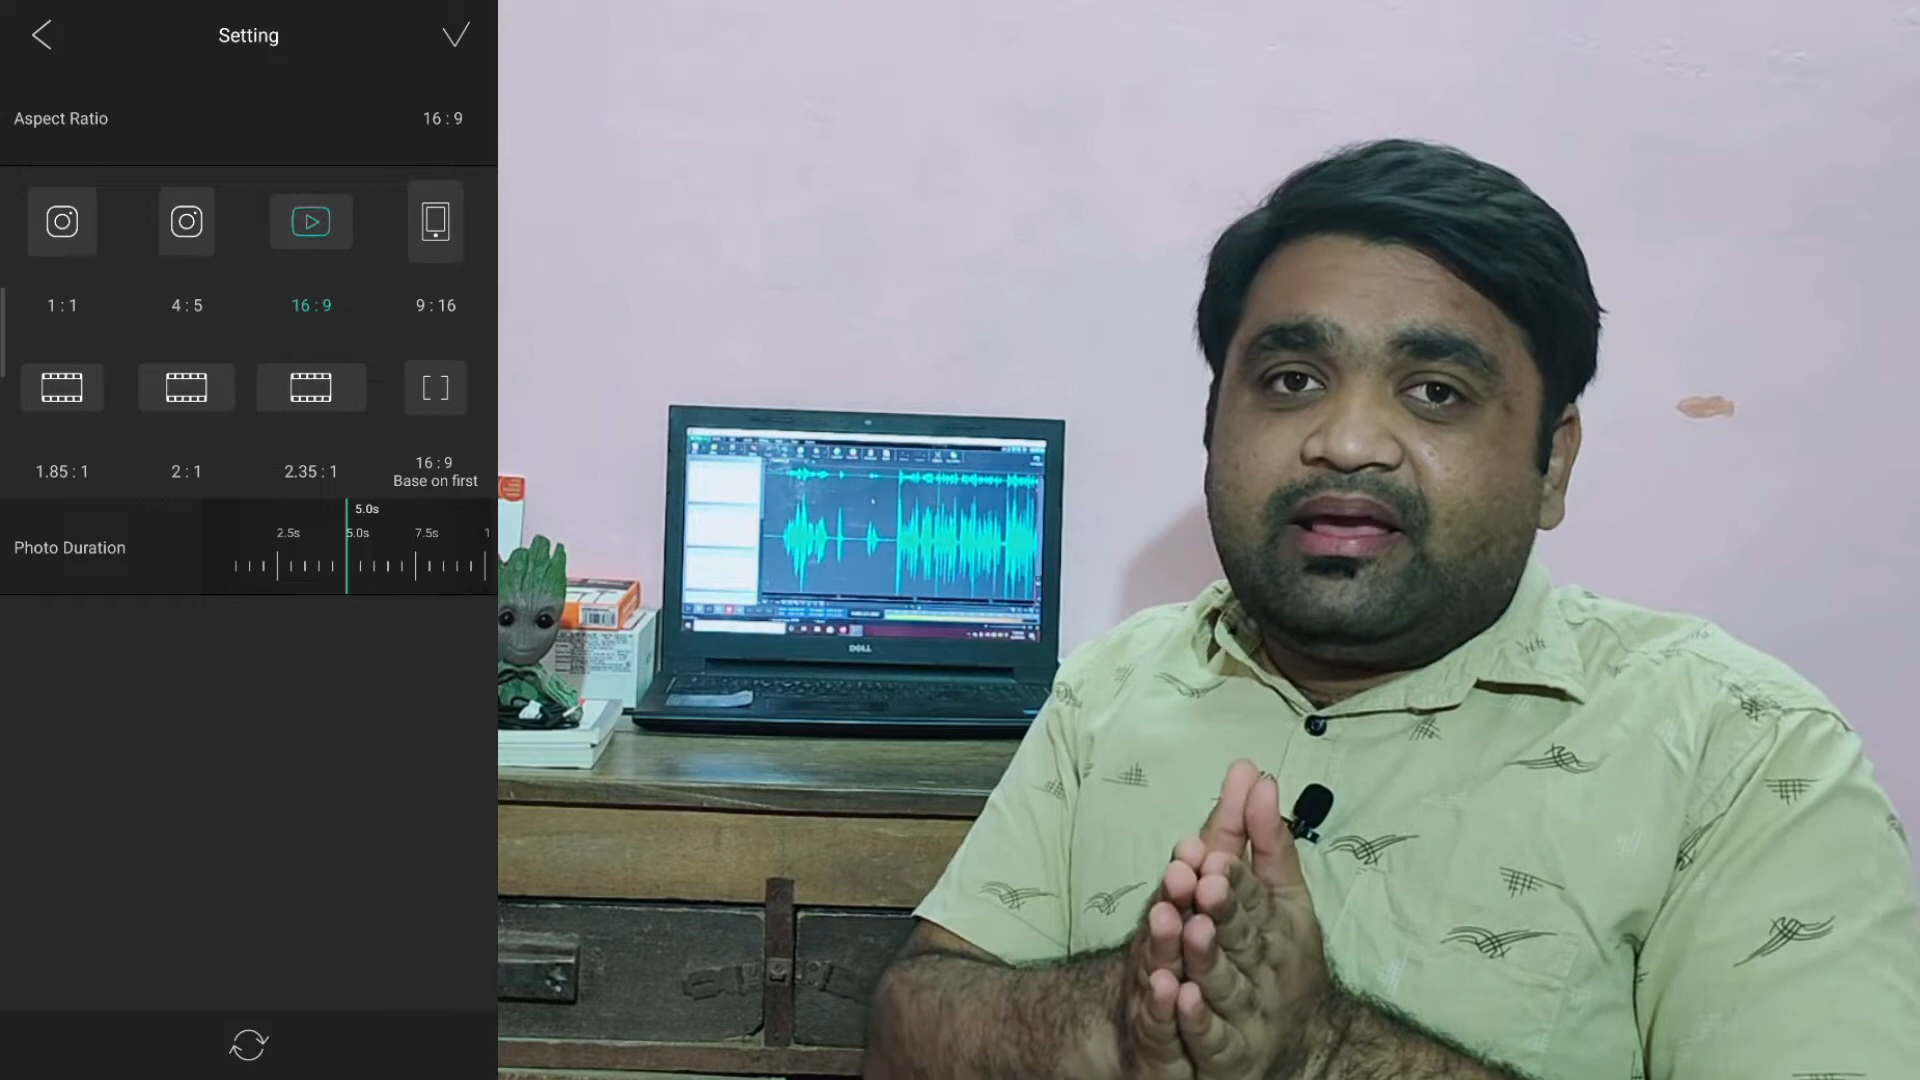 Setting
Aspect Ratio 16 : 9
1 : 1 4 : 5 16 : 9 9 : 16
1.85 : 1 2 : 1 2.35 : 1 16 : 9
Base on first
5.0s
2.5s 5.0s 7.5s 1
Photo Duration
DELL